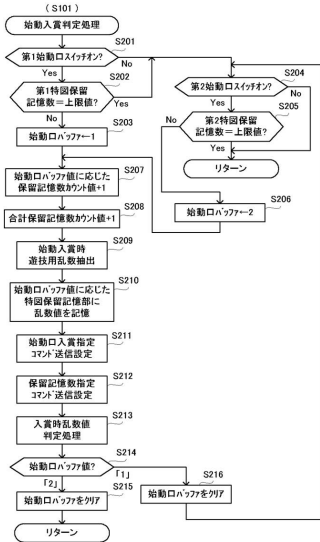 (S101)
始動入賞判定処理
S201
第1始動口スイッチオン?
No
Yes
S202
第1特図保留
記憶数=上限値?
Yes
No
S203
始動口バッファ←1
S204
第2始動口スイッチオン?
No
Yes
S205
第2特図保留
記憶数=上限値?
Yes
No
リターン
S206
始動口バッファ←2
S207
始動口バッファ値に応じた
保留記憶数カウント値+1
S208
合計保留記憶数カウント値+1
S209
始動入賞時
遊技用乱数抽出
S210
始動口バッファ値に応じた
特図保留記憶部に
乱数値を記憶
S211
始動口入賞指定
コマンド送信設定
S212
保留記憶数指定
コマンド送信設定
S213
入賞時乱数値
判定処理
S214
始動口バッファ値?
「1」
「2」
S215
始動口バッファをクリア
S216
始動口バッファをクリア
リターン